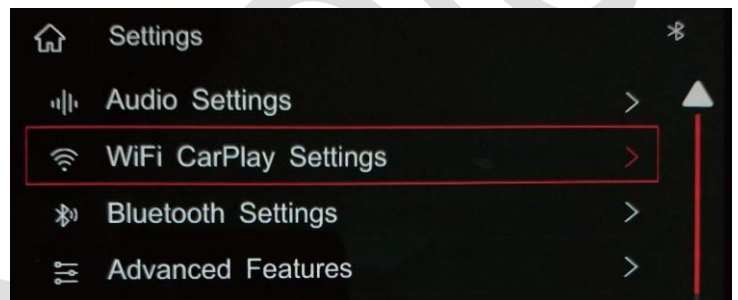 Settings
Audio Settings
WiFi CarPlay Settings
Bluetooth Settings
Advanced Features